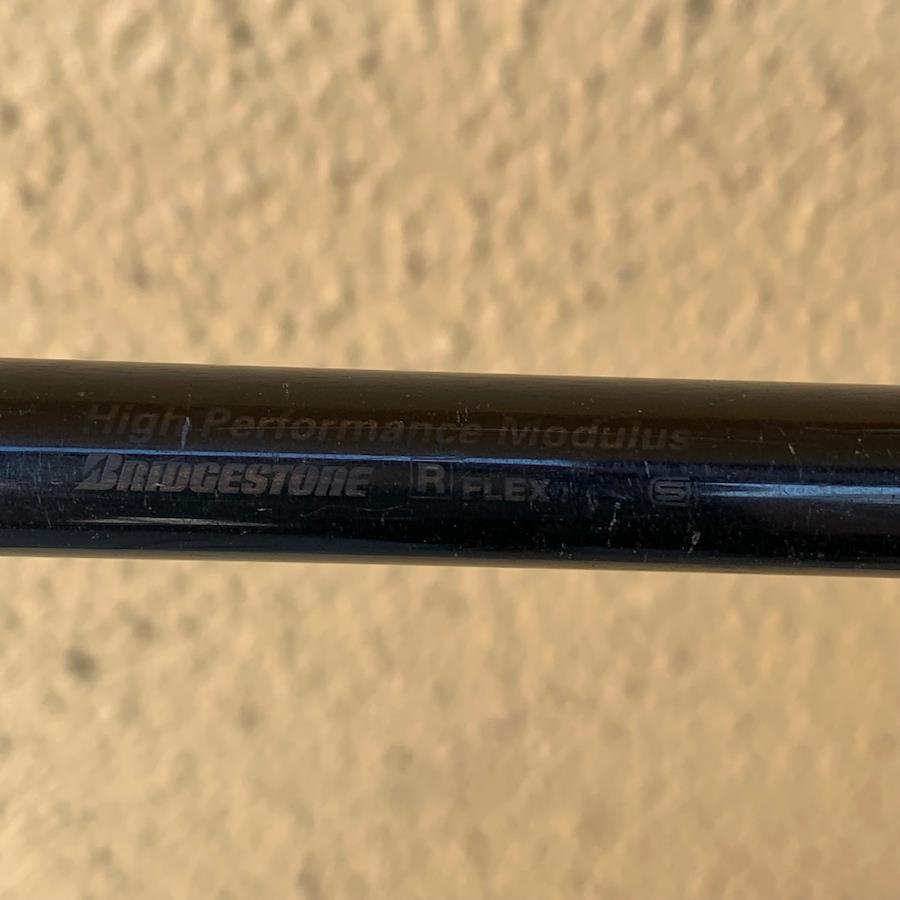 High Performance Modulus
BRIDGESTONE R FLEX S